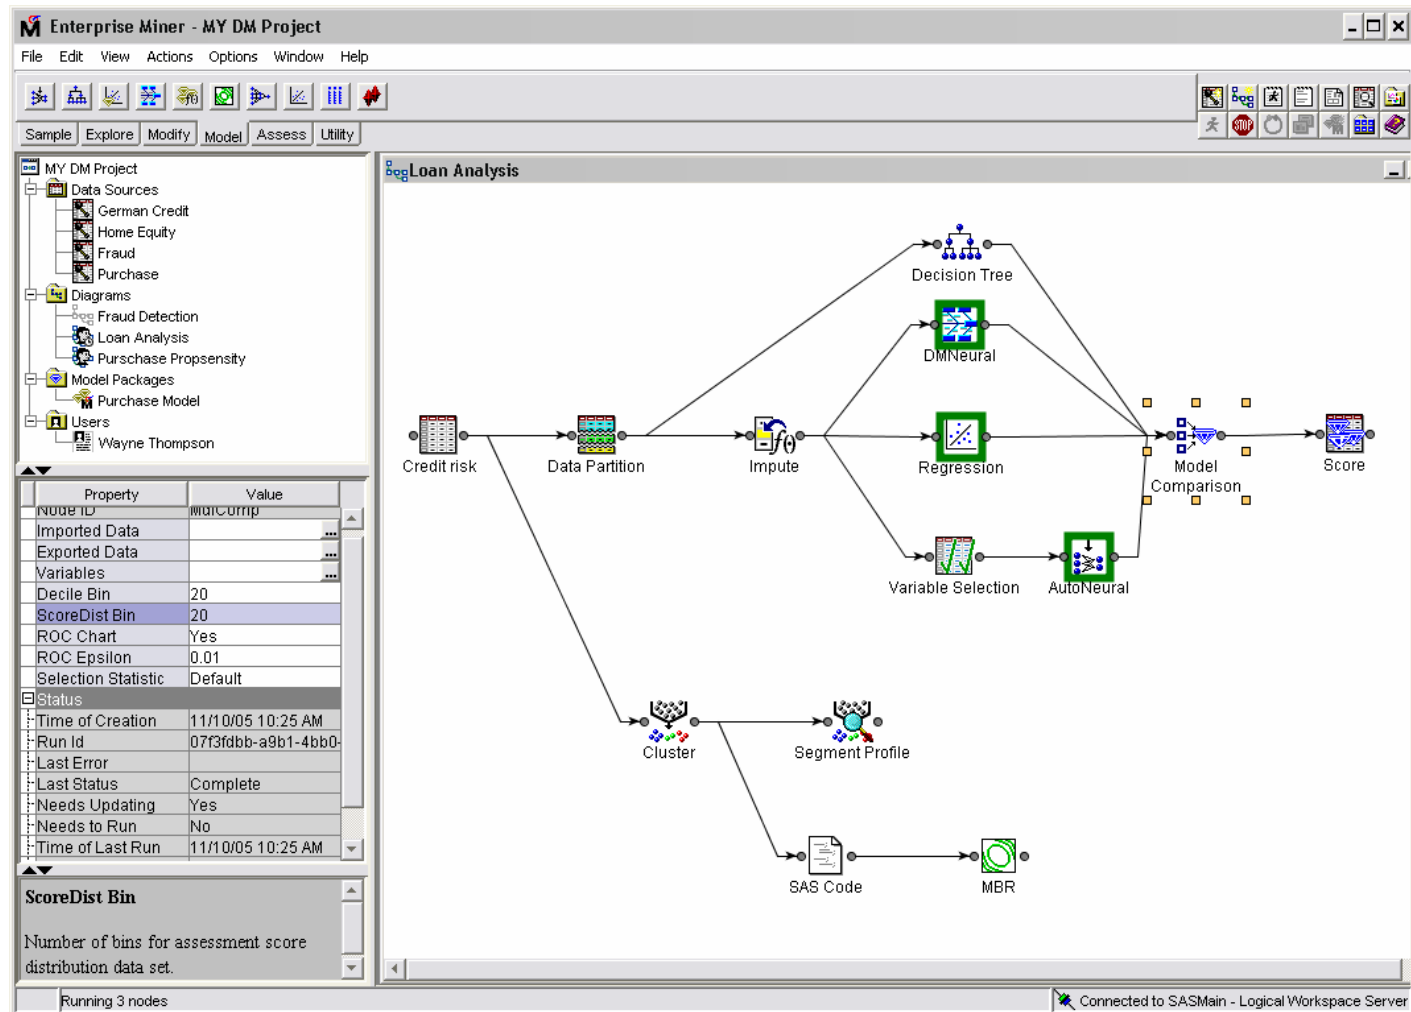 Enterprise Miner - MY DM Project
File Edit View Actions Options Window Help
STOP
Sample Explore Modify Model Assess Utility
MY DM Project
Data Sources
German Credit
Home Equity
Fraud
Purchase
Diagrams
Fraud Detection
Loan Analysis
Purschase Propsensity
Model Packages
Purchase Model
Users
Wayne Thompson
Property Value
Node ID MdlComp
Imported Data ...
Exported Data ...
Variables ...
Decile Bin 20
ScoreDist Bin 20
ROC Chart Yes
ROC Epsilon 0.01
Selection Statistic Default
Status
Time of Creation 11/10/05 10:25 AM
Run Id 07f3fdbb-a9b1-4bb0-
Last Error
Last Status Complete
Needs Updating Yes
Needs to Run No
Time of Last Run 11/10/05 10:25 AM
ScoreDist Bin
Number of bins for assessment score
distribution data set.
Loan Analysis
Decision Tree
DMNeural
Credit risk
Data Partition
Impute
Regression
Model
Comparison
Score
Variable Selection
AutoNeural
Cluster
Segment Profile
SAS Code
MBR
Running 3 nodes
Connected to SASMain - Logical Workspace Server